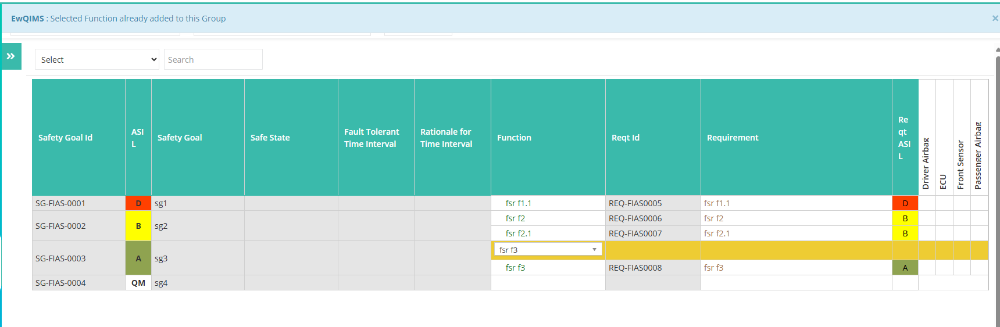 EwQIMS : Selected Function already added to this Group
×
»
Select
Search
Safety Goal Id
ASI
L
Safety Goal
Safe State
Fault Tolerant
Time Interval
Rationale for
Time Interval
Function
Reqt Id
Requirement
Re
qt
ASI
L
Driver Airbag
ECU
Front Sensor
Passenger Airbag
SG-FIAS-0001 D sg1 fsr f1.1 REQ-FIAS0005 fsr f1.1 D
SG-FIAS-0002 B sg2 fsr f2 REQ-FIAS0006 fsr f2 B
fsr f2.1 REQ-FIAS0007 fsr f2.1 B
SG-FIAS-0003 A sg3 fsr f3
fsr f3 REQ-FIAS0008 fsr f3 A
SG-FIAS-0004 QM sg4